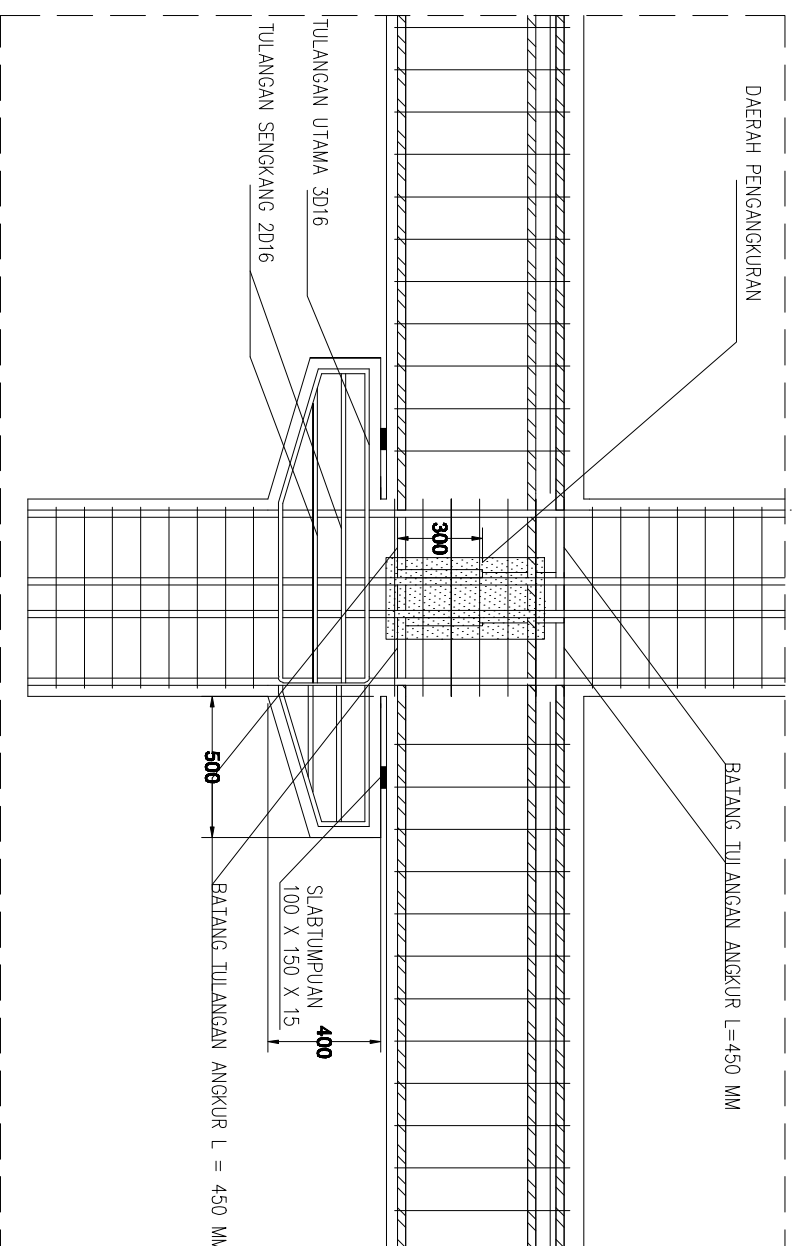 DAERAH PENGANGKURAN
TULANGAN UTAMA 3D16
TULANGAN SENGKANG 2D16
300
500
400
BATANG TULANGAN ANGKUR L=450 MM
SLABTUMPUAN
100 X 150 X 15
BATANG TULANGAN ANGKUR L = 450 MM